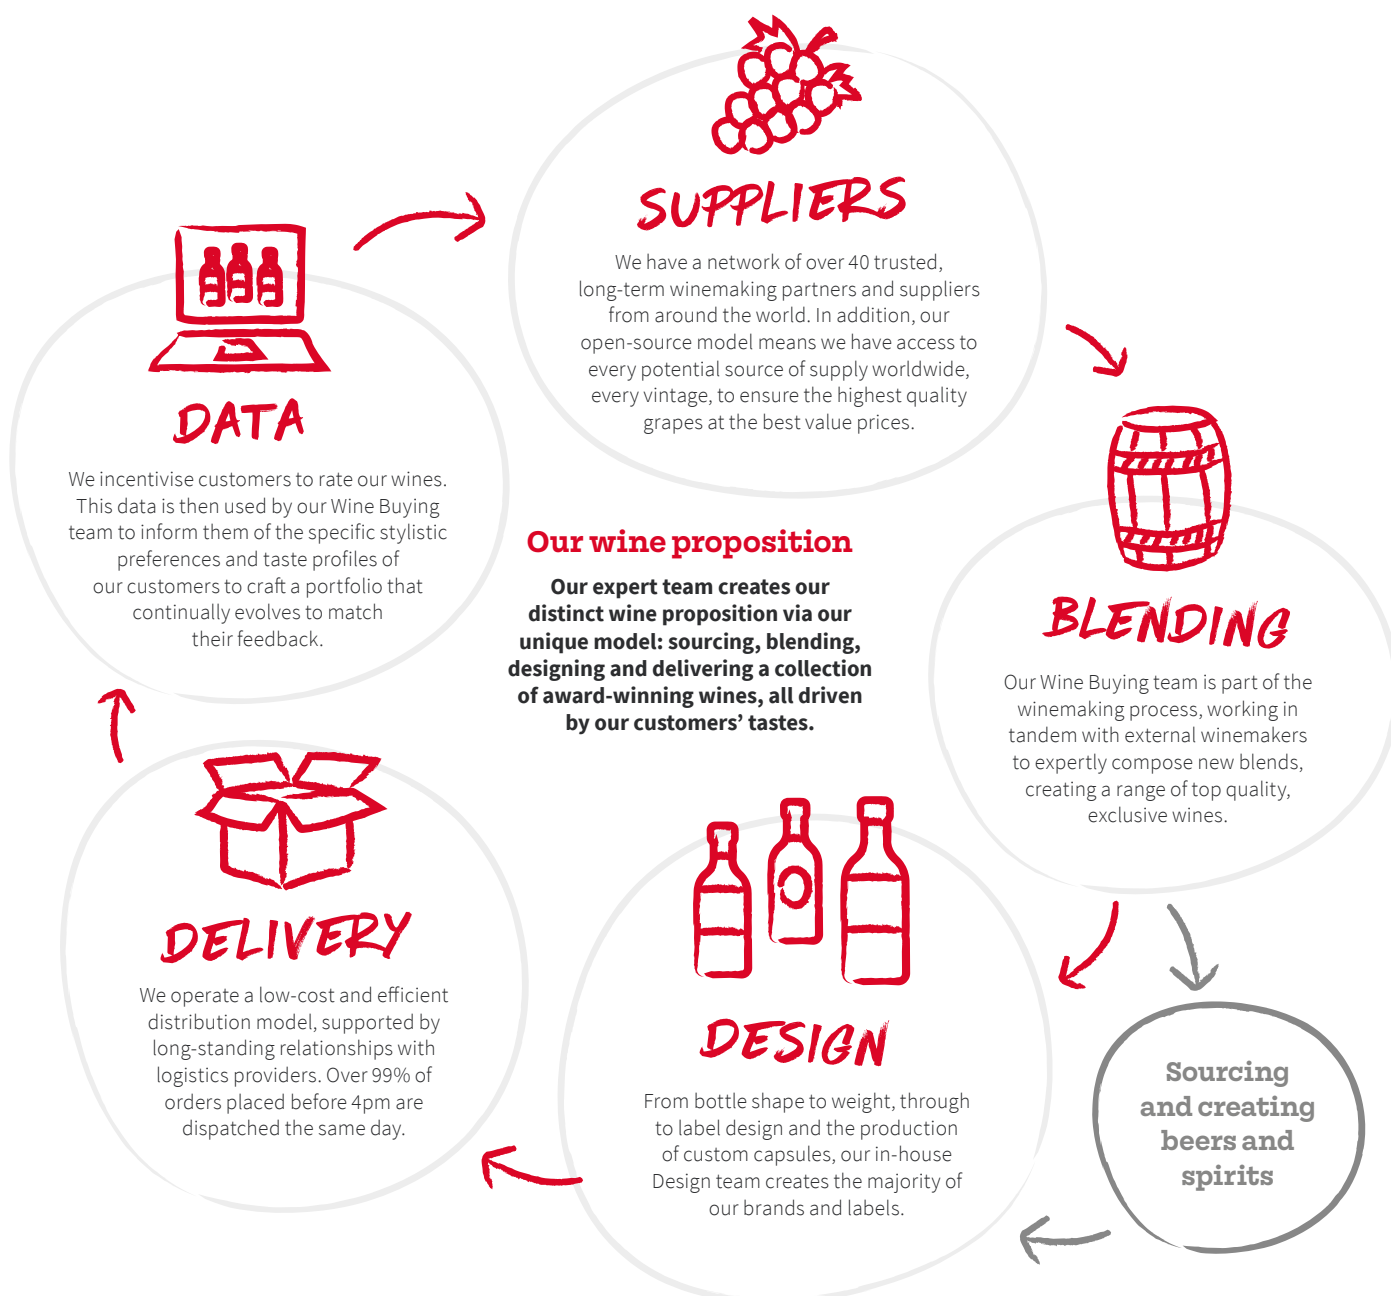 SUPPLIERS
We have a network of over 40 trusted,
long-term winemaking partners and suppliers
from around the world. In addition, our
open-source model means we have access to
every potential source of supply worldwide,
every vintage, to ensure the highest quality
grapes at the best value prices.
DATA
We incentivise customers to rate our wines.
This data is then used by our Wine Buying
team to inform them of the specific stylistic
preferences and taste profiles of
our customers to craft a portfolio that
continually evolves to match
their feedback.
Our wine proposition
Our expert team creates our
distinct wine proposition via our
unique model: sourcing, blending,
designing and delivering a collection
of award-winning wines, all driven
by our customers’ tastes.
BLENDING
Our Wine Buying team is part of the
winemaking process, working in
tandem with external winemakers
to expertly compose new blends,
creating a range of top quality,
exclusive wines.
DELIVERY
We operate a low-cost and efficient
distribution model, supported by
long-standing relationships with
logistics providers. Over 99% of
orders placed before 4pm are
dispatched the same day.
DESIGN
From bottle shape to weight, through
to label design and the production
of custom capsules, our in-house
Design team creates the majority of
our brands and labels.
Sourcing
and creating
beers and
spirits